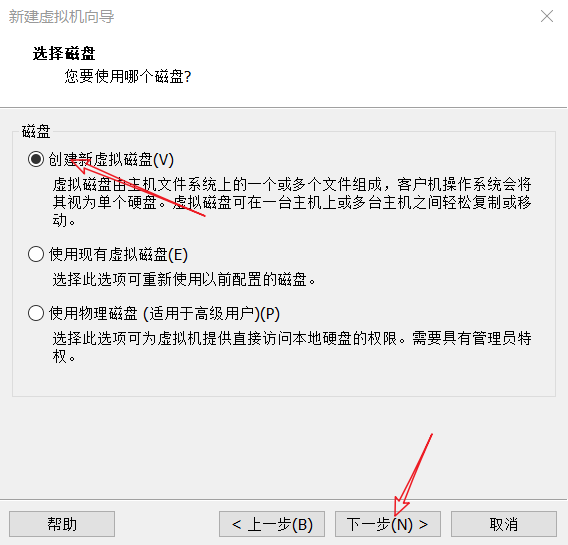 新建虚拟机向导
选择磁盘
您要使用哪个磁盘?
磁盘
创建新虚拟磁盘(V)
虚拟磁盘由主机文件系统上的一个或多个文件组成，客户机操作系统会将
其视为单个硬盘。虚拟磁盘可在一台主机上或多台主机之间轻松复制或移
动。
使用现有虚拟磁盘(E)
选择此选项可重新使用以前配置的磁盘。
使用物理磁盘 (适用于高级用户)(P)
选择此选项可为虚拟机提供直接访问本地硬盘的权限。需要具有管理员特
权。
帮助
< 上一步(B)
下一步(N) >
取消